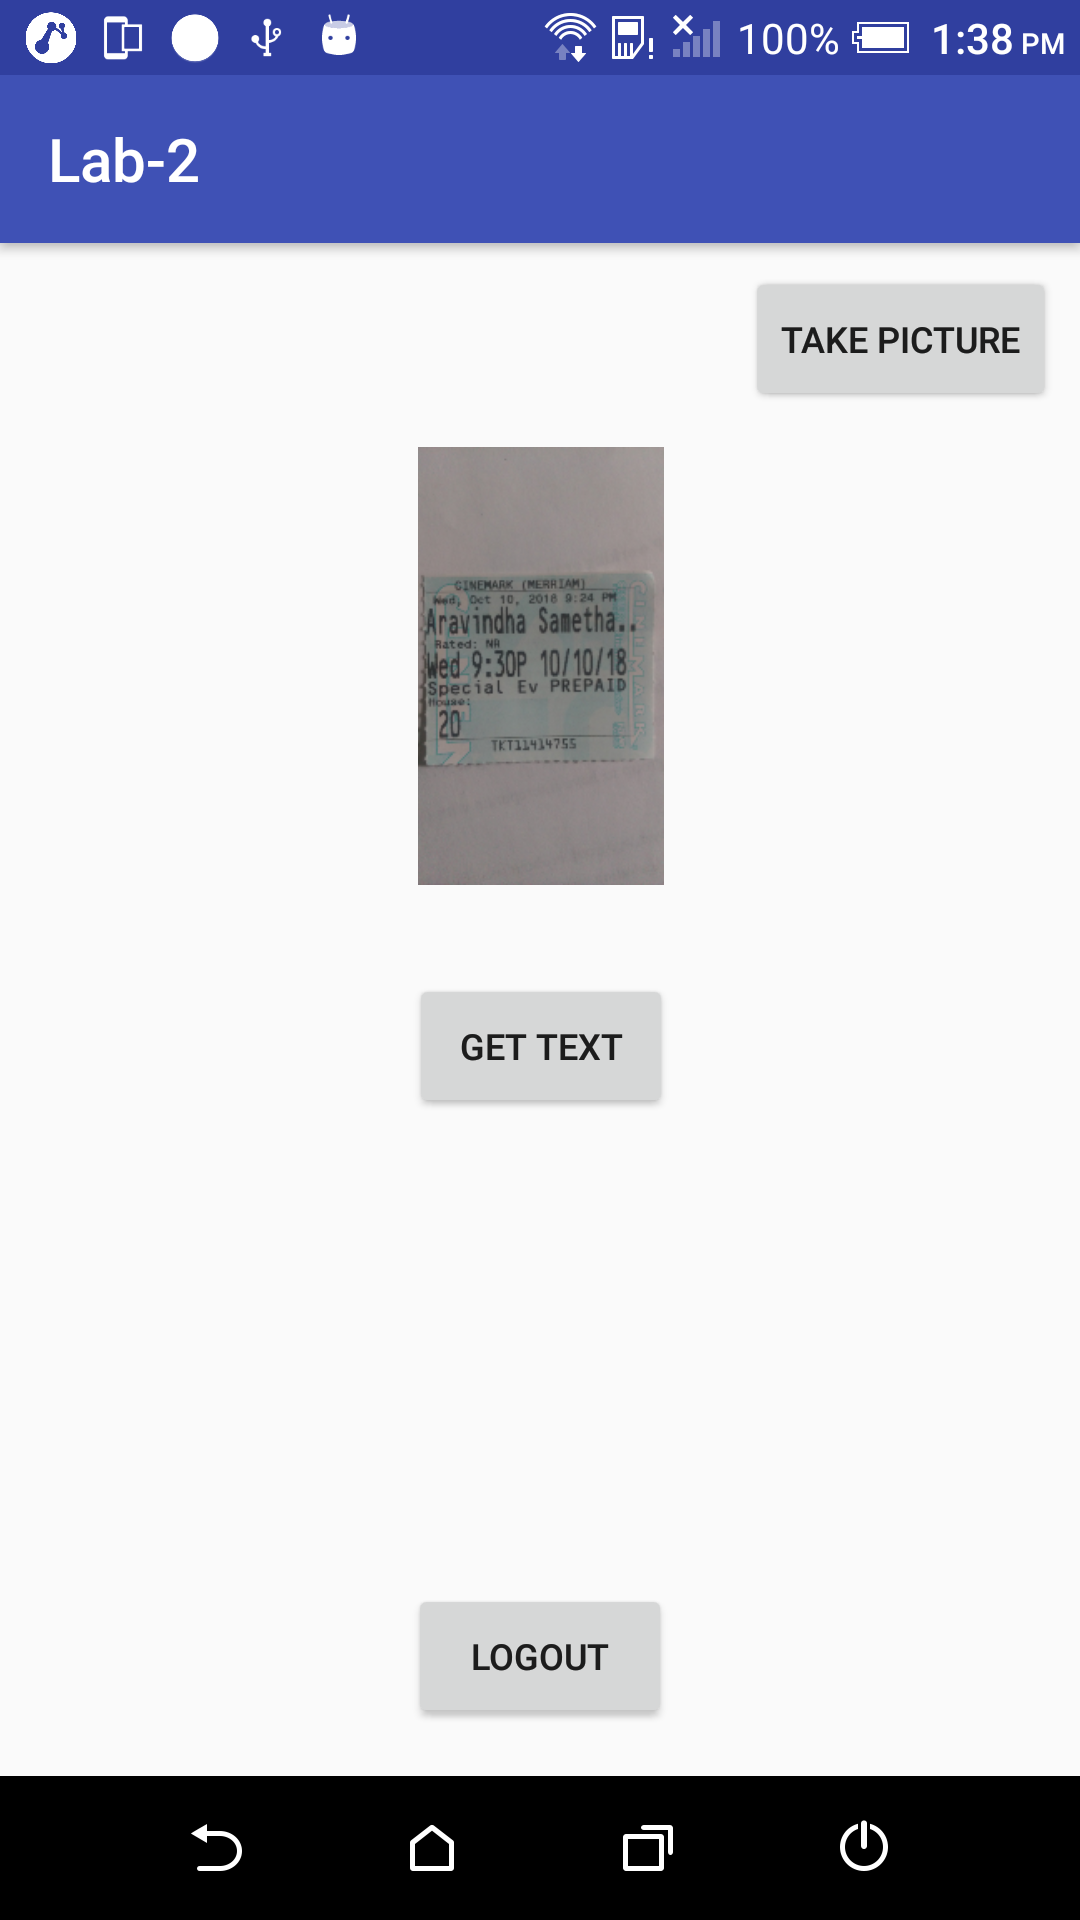 100% 1:38 PM
Lab-2
TAKE PICTURE
CINEMARK (MERRIAM)
Wed, Oct 10, 2018 9:24 PM
Aravindha Sametha..
Rated: NR
Wed 9:30P 10/10/18
Special Ev PREPAID
House:
20
TKT11414755
CINEMARK
GET TEXT
LOGOUT